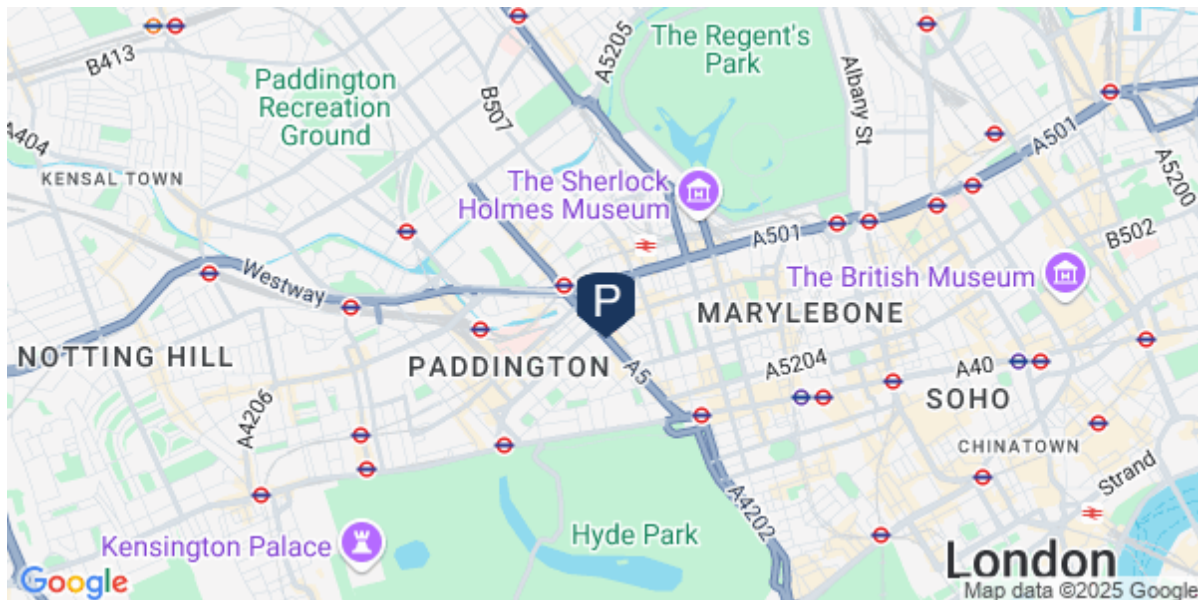 B413
A5205
The Regent's
Park
Paddington
Recreation
Ground
B507
Albany St
A404
A501
A5200
KENSAL TOWN
The Sherlock
Holmes Museum
A501
B502
Westway
P
The British Museum
MARYLEBONE
NOTTING HILL
PADDINGTON
A5
A5204
A40
SOHO
A4206
CHINATOWN
Strand
A4202
Hyde Park
Kensington Palace
London
Google
Map data ©2025 Google